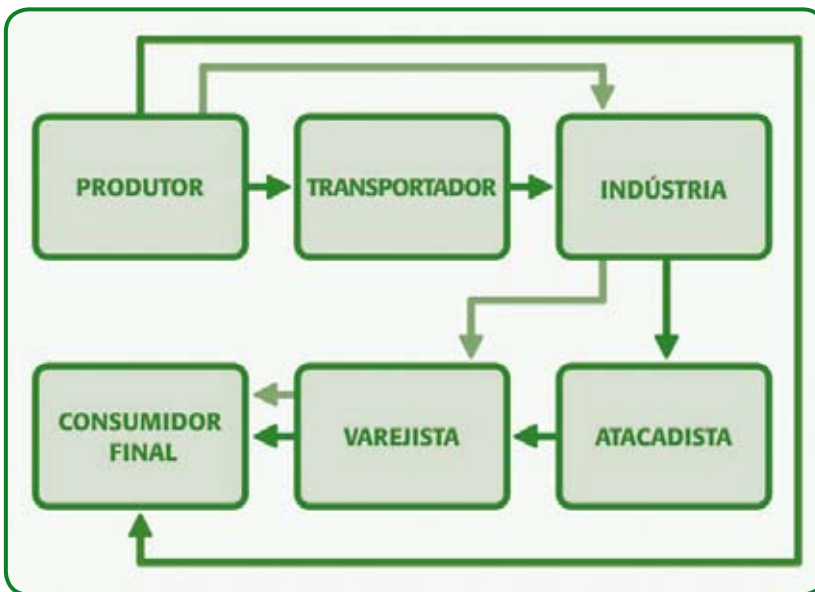 PRODUTOR
TRANSPORTADOR
INDÚSTRIA
CONSUMIDOR
FINAL
VAREJISTA
ATACADISTA